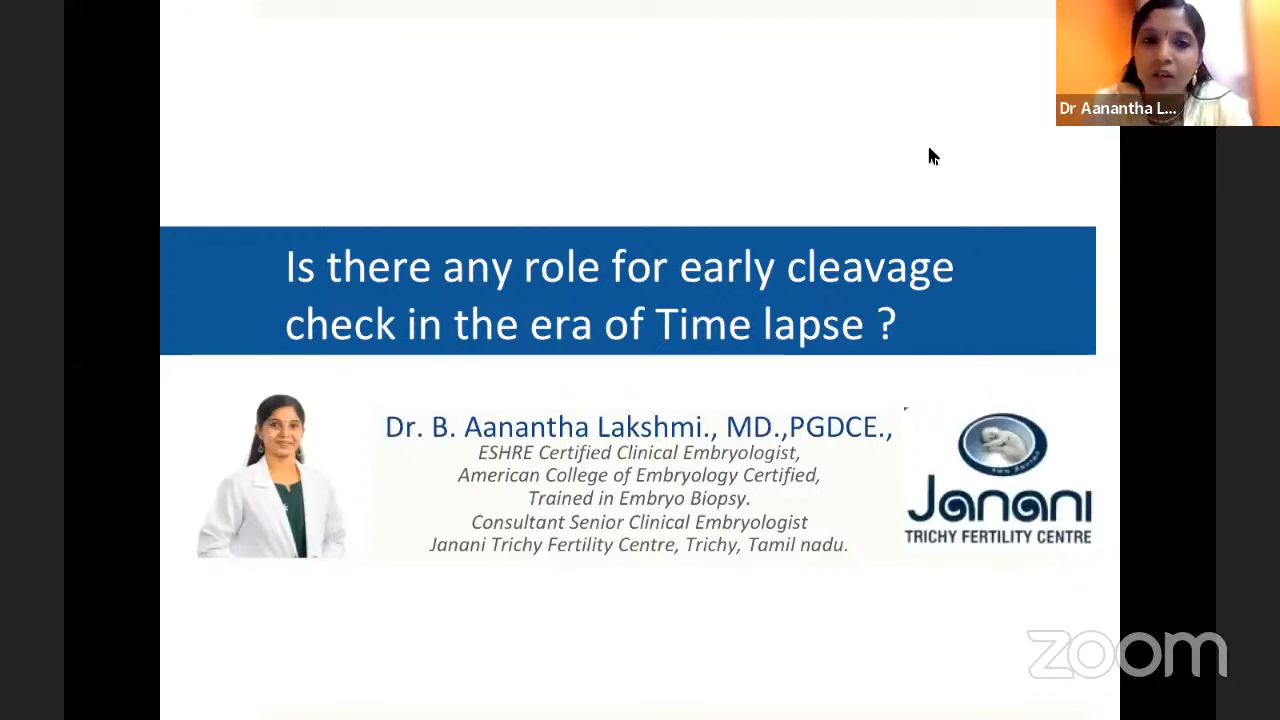 Dr Aanantha L...
Is there any role for early cleavage
check in the era of Time lapse ?
Dr. B. Aanantha Lakshmi., MD.,PGDCE.,
ESHRE Certified Clinical Embryologist,
American College of Embryology Certified,
Trained in Embryo Biopsy.
Consultant Senior Clinical Embryologist
Janani Trichy Fertility Centre, Trichy, Tamil nadu.
Janani
TRICHY FERTILITY CENTRE
zoom